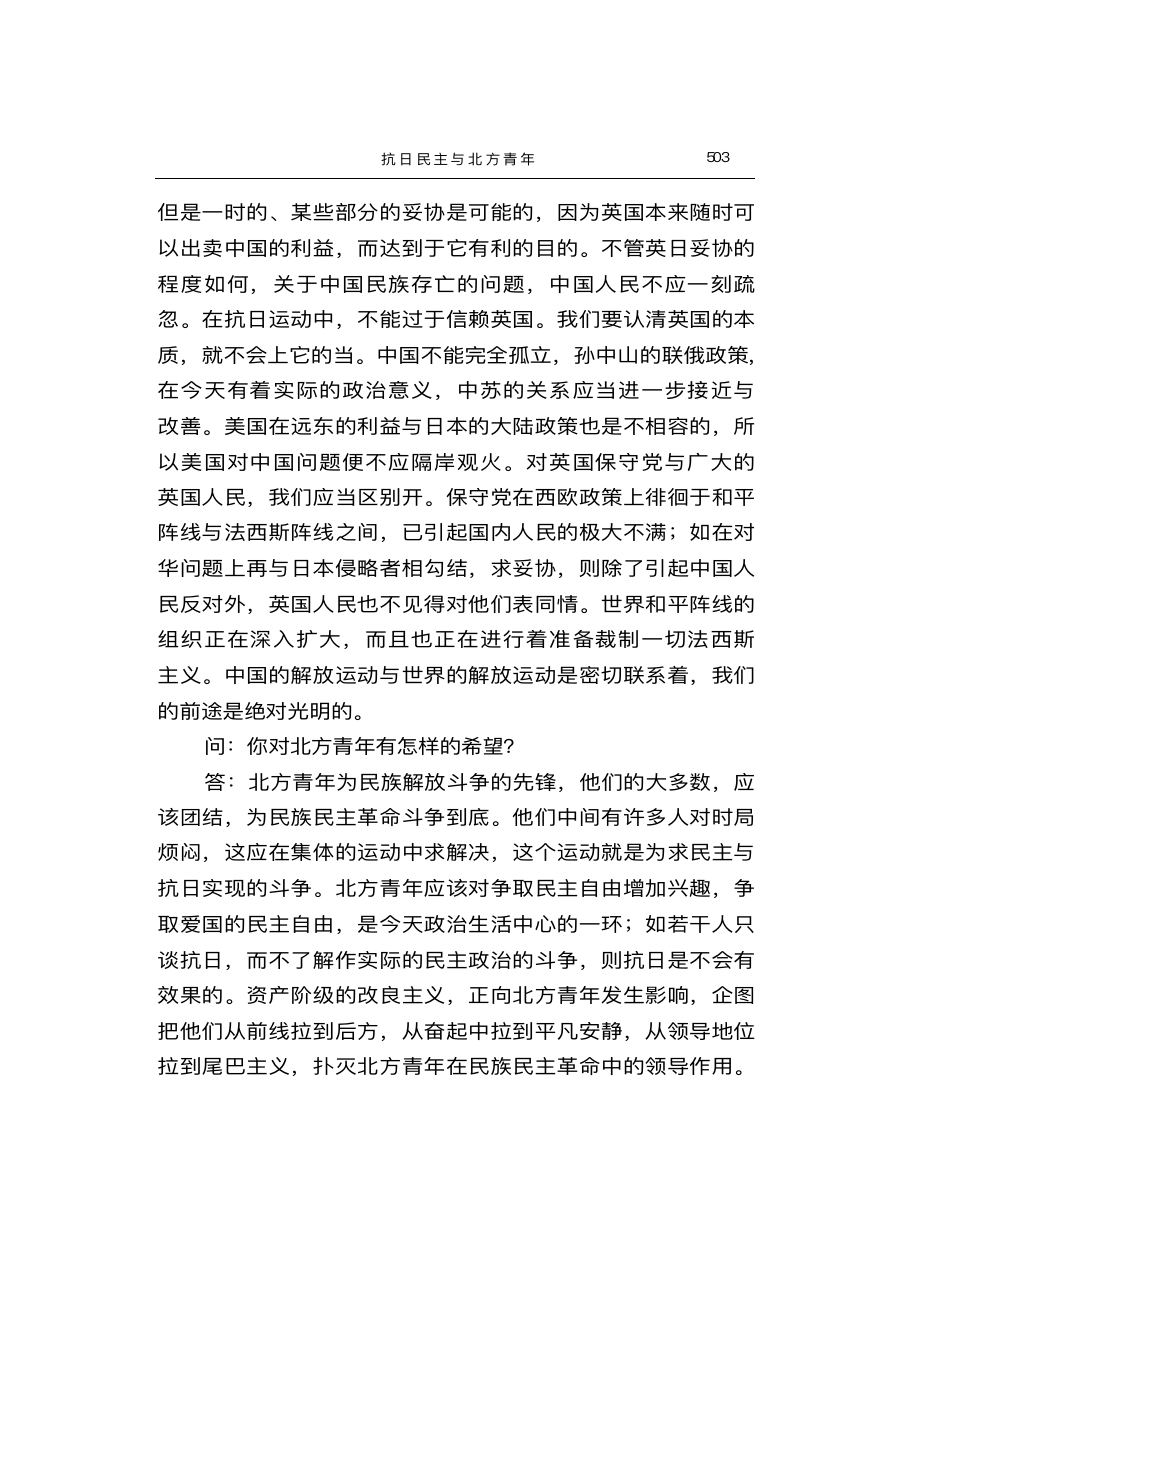 抗日民主与北方青年 503
但是一时的、某些部分的妥协是可能的，因为英国本来随时可
以出卖中国的利益，而达到于它有利的目的。不管英日妥协的
程度如何，关于中国民族存亡的问题，中国人民不应一刻疏
忽。在抗日运动中，不能过于信赖英国。我们要认清英国的本
质，就不会上它的当。中国不能完全孤立，孙中山的联俄政策，
在今天有着实际的政治意义，中苏的关系应当进一步接近与
改善。美国在远东的利益与日本的大陆政策也是不相容的，所
以美国对中国问题便不应隔岸观火。对英国保守党与广大的
英国人民，我们应当区别开。保守党在西欧政策上徘徊于和平
阵线与法西斯阵线之间，已引起国内人民的极大不满；如在对
华问题上再与日本侵略者相勾结，求妥协，则除了引起中国人
民反对外，英国人民也不见得对他们表同情。世界和平阵线的
组织正在深入扩大，而且也正在进行着准备裁制一切法西斯
主义。中国的解放运动与世界的解放运动是密切联系着，我们
的前途是绝对光明的。
问：你对北方青年有怎样的希望?
答：北方青年为民族解放斗争的先锋，他们的大多数，应
该团结，为民族民主革命斗争到底。他们中间有许多人对时局
烦闷，这应在集体的运动中求解决，这个运动就是为求民主与
抗日实现的斗争。北方青年应该对争取民主自由增加兴趣，争
取爱国的民主自由，是今天政治生活中心的一环；如若干人只
谈抗日，而不了解作实际的民主政治的斗争，则抗日是不会有
效果的。资产阶级的改良主义，正向北方青年发生影响，企图
把他们从前线拉到后方，从奋起中拉到平凡安静，从领导地位
拉到尾巴主义，扑灭北方青年在民族民主革命中的领导作用。